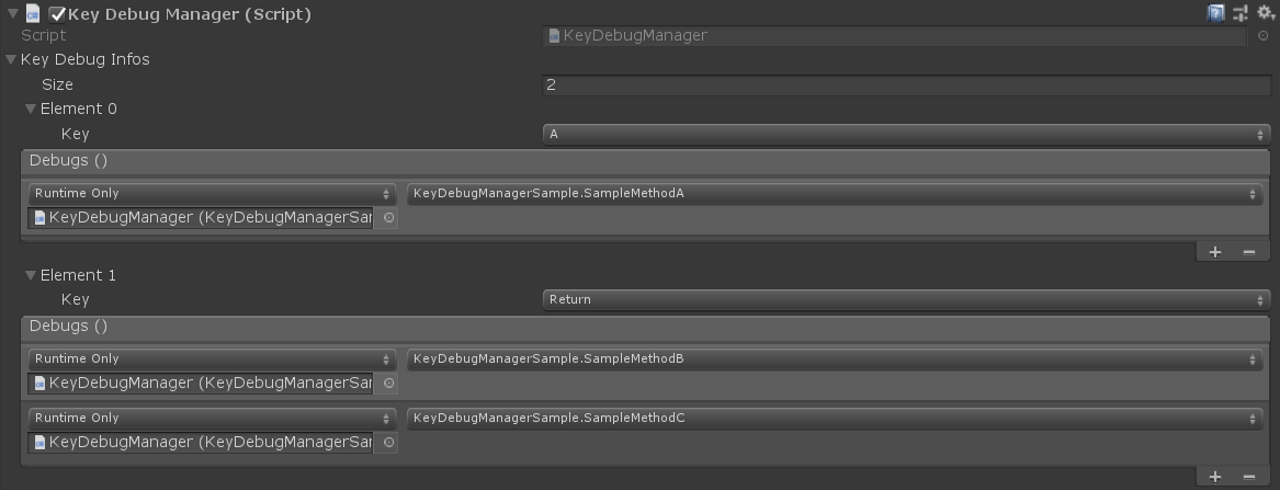 Key Debug Manager (Script)
Script KeyDebugManager
Key Debug Infos
Size 2
Element 0
Key A
Debugs ()
Runtime Only KeyDebugManagerSample.SampleMethodA
KeyDebugManager (KeyDebugManagerSar
+ −
Element 1
Key Return
Debugs ()
Runtime Only KeyDebugManagerSample.SampleMethodB
KeyDebugManager (KeyDebugManagerSar
Runtime Only KeyDebugManagerSample.SampleMethodC
KeyDebugManager (KeyDebugManagerSar
+ −